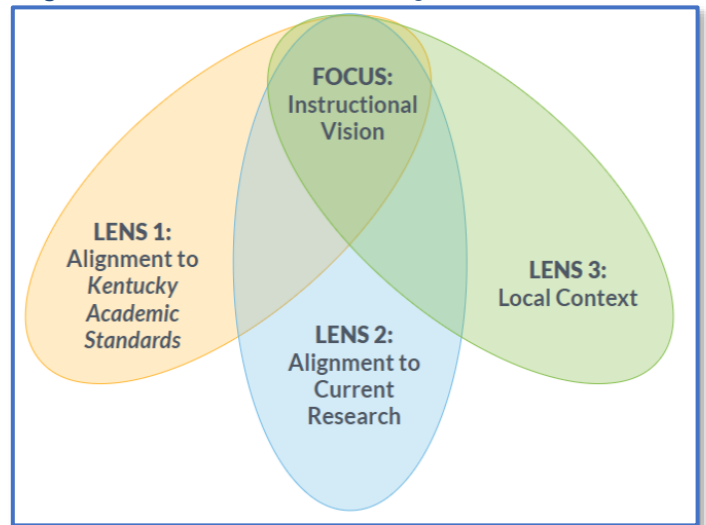 FOCUS:
Instructional
Vision
LENS 1:
Alignment to
Kentucky
Academic
Standards
LENS 2:
Alignment to
Current
Research
LENS 3:
Local Context